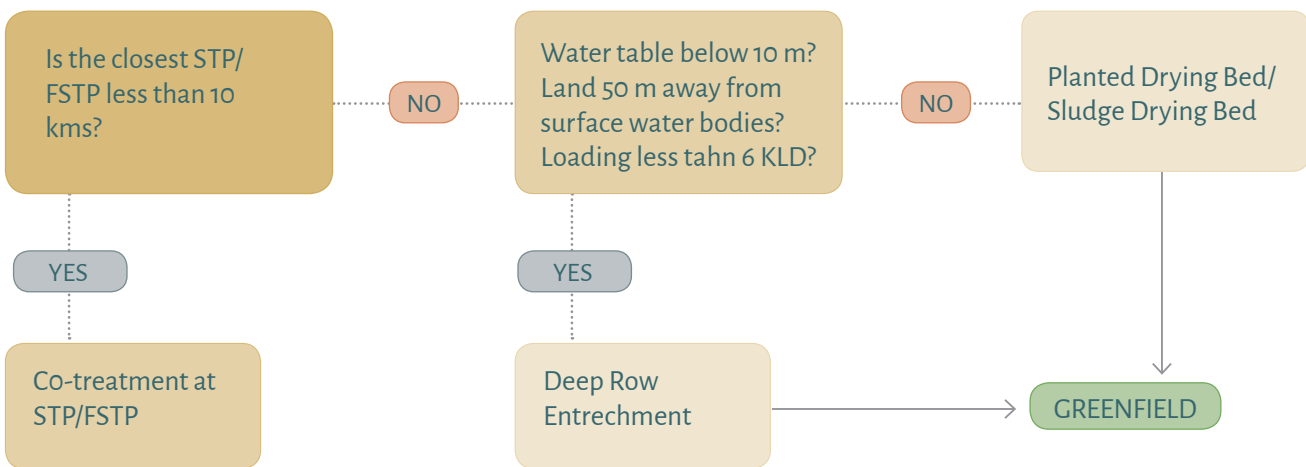 Is the closest STP/
FSTP less than 10
kms?
NO
Water table below 10 m?
Land 50 m away from
surface water bodies?
Loading less tahn 6 KLD?
NO
Planted Drying Bed/
Sludge Drying Bed
YES
YES
Co-treatment at
STP/FSTP
Deep Row
Entrechment
GREENFIELD